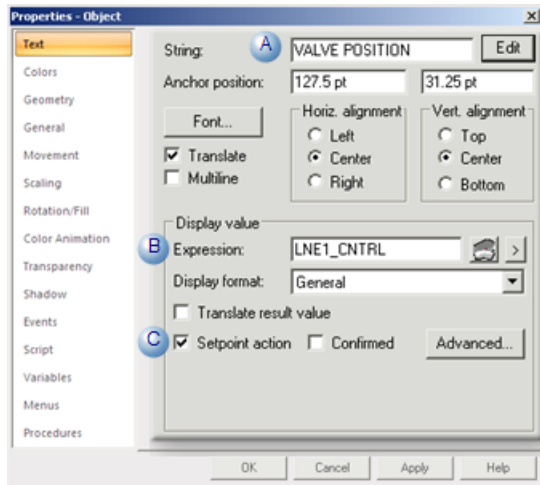 Properties - Object
Text
Colors
Geometry
General
Movement
Scaling
Rotation/Fill
Color Animation
Transparency
Shadow
Events
Script
Variables
Menus
Procedures
String: A VALVE POSITION Edit
Anchor position: 127.5 pt 31.25 pt
Font...
Translate
Multiline
Horiz. alignment
Left
Center
Right
Vert. alignment
Top
Center
Bottom
Display value
B Expression: LNE1_CNTRL >
Display format: General
Translate result value
C Setpoint action Confirmed Advanced...
OK Cancel Apply Help